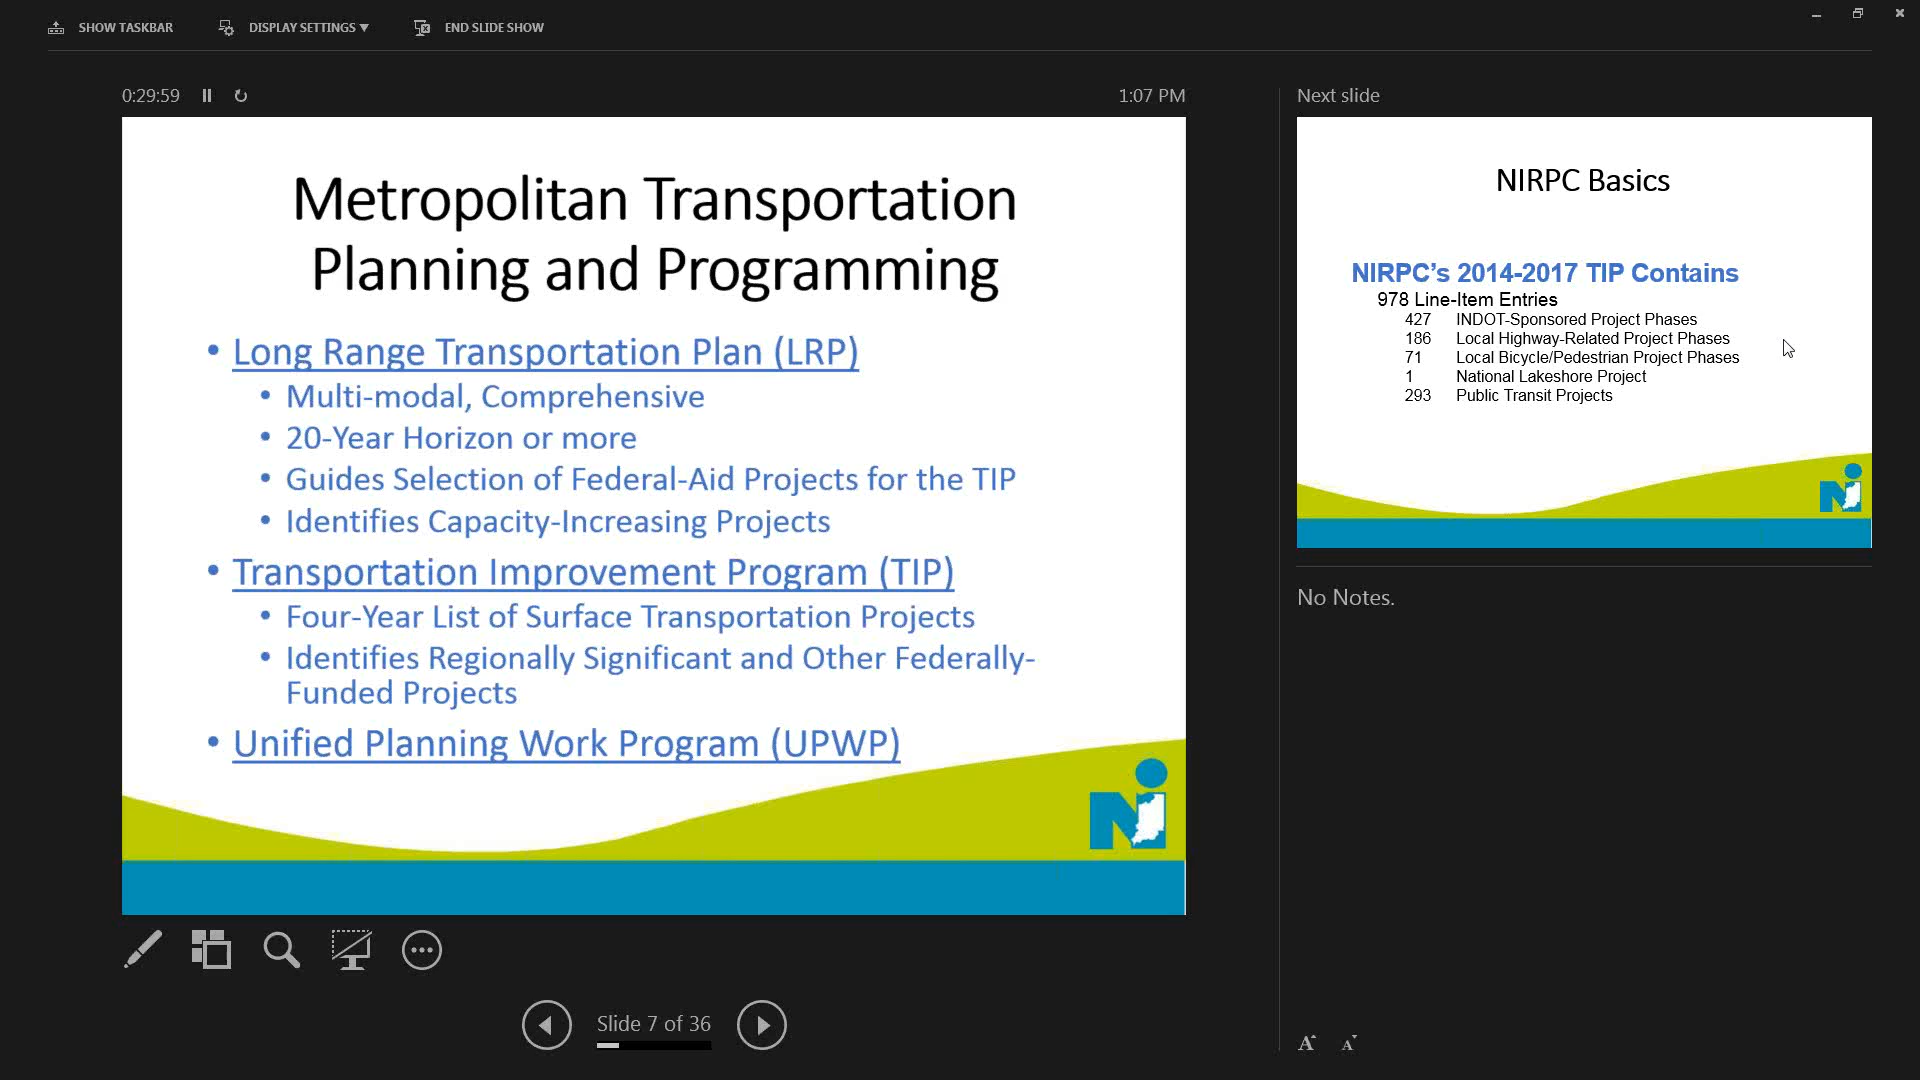 SHOW TASKBAR
DISPLAY SETTINGS ▼
END SLIDE SHOW
0:29:59
1:07 PM
Metropolitan Transportation
Planning and Programming
• Long Range Transportation Plan (LRP)
• Multi-modal, Comprehensive
• 20-Year Horizon or more
• Guides Selection of Federal-Aid Projects for the TIP
• Identifies Capacity-Increasing Projects
• Transportation Improvement Program (TIP)
• Four-Year List of Surface Transportation Projects
• Identifies Regionally Significant and Other Federally-
Funded Projects
• Unified Planning Work Program (UPWP)
Ni
Slide 7 of 36
Next slide
NIRPC Basics
NIRPC’s 2014-2017 TIP Contains
978 Line-Item Entries
427 INDOT-Sponsored Project Phases
186 Local Highway-Related Project Phases
71 Local Bicycle/Pedestrian Project Phases
1 National Lakeshore Project
293 Public Transit Projects
Ni
No Notes.
A A